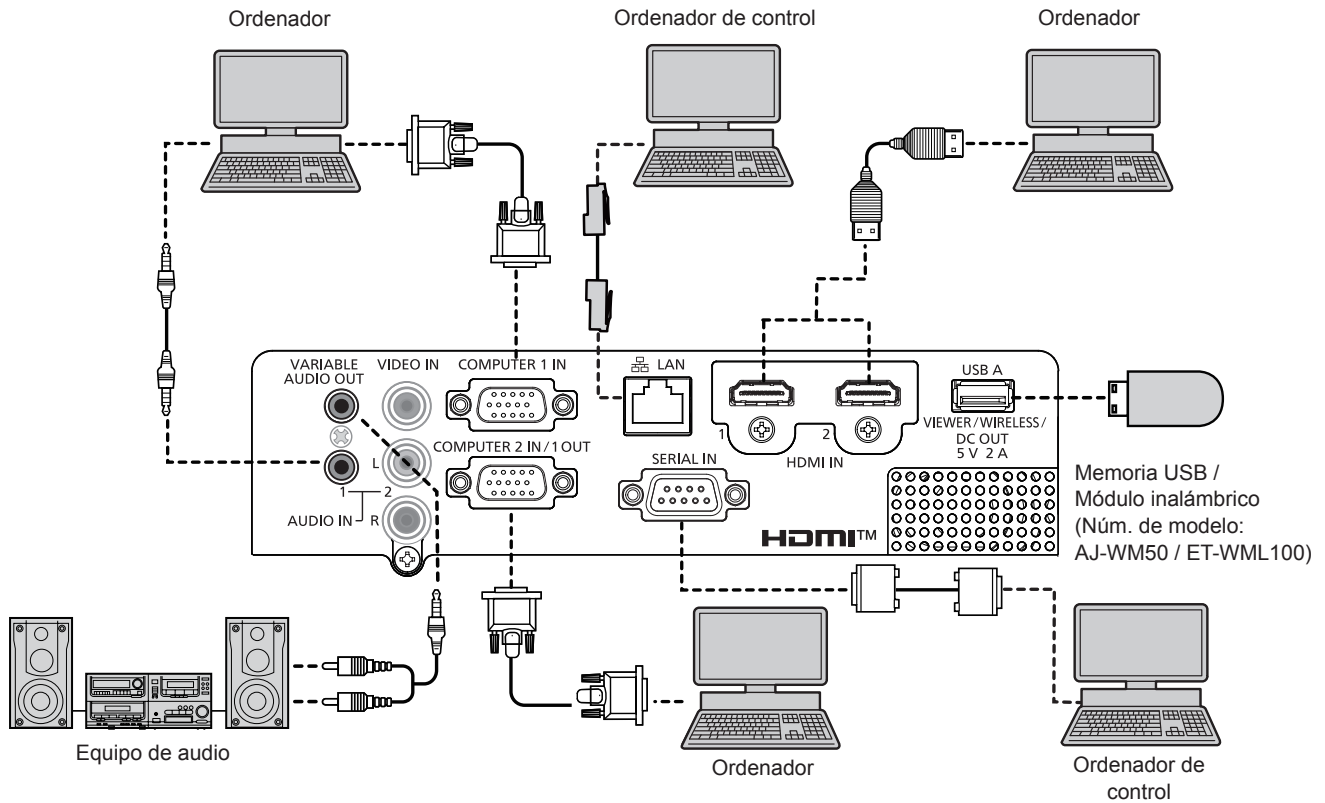 Ordenador
Ordenador de control
Ordenador
VARIABLE
AUDIO OUT
VIDEO IN
COMPUTER 1 IN
LAN
USB A
VIEWER / WIRELESS /
DC OUT
5 V 2 A
1
2
HDMI IN
COMPUTER 2 IN / 1 OUT
SERIAL IN
L
1
2
AUDIO IN
R
HDMI™
Memoria USB /
Módulo inalámbrico
(Núm. de modelo:
AJ-WM50 / ET-WML100)
Equipo de audio
Ordenador
Ordenador de
control